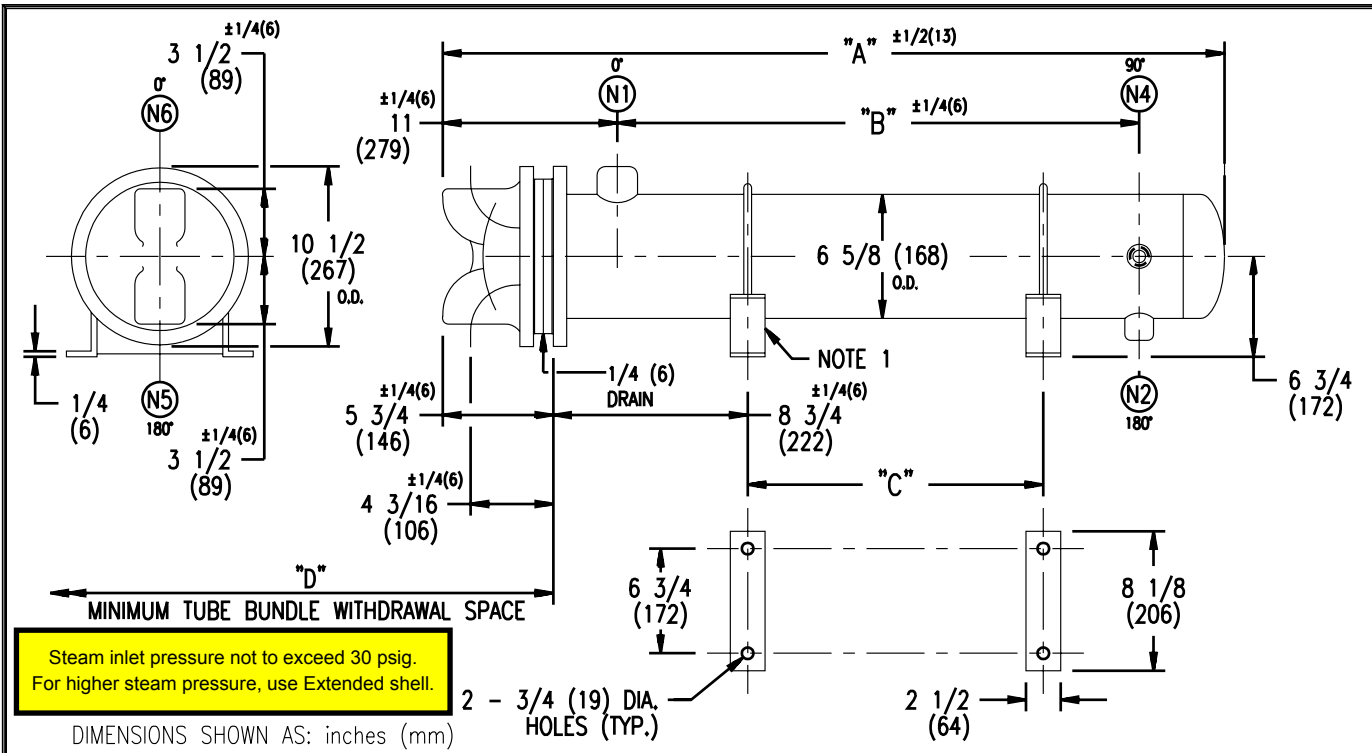 ±1/4(6)
3 1/2
(89)
0°
N6
10 1/2
(267)
O.D.
1/4
(6)
N5
180°
±1/4(6)
3 1/2
(89)
"A" ±1/2(13)
0°
N1
90°
N4
±1/4(6)
11
(279)
"B" ±1/4(6)
6 5/8 (168)
O.D.
NOTE 1
1/4 (6)
DRAIN
±1/4(6)
5 3/4
(146)
±1/4(6)
8 3/4
(222)
N2
180°
6 3/4
(172)
±1/4(6)
4 3/16
(106)
"C"
"D"
MINIMUM TUBE BUNDLE WITHDRAWAL SPACE
6 3/4
(172)
8 1/8
(206)
Steam inlet pressure not to exceed 30 psig.
For higher steam pressure, use Extended shell.
2 - 3/4 (19) DIA.
HOLES (TYP.)
2 1/2
(64)
DIMENSIONS SHOWN AS: inches (mm)